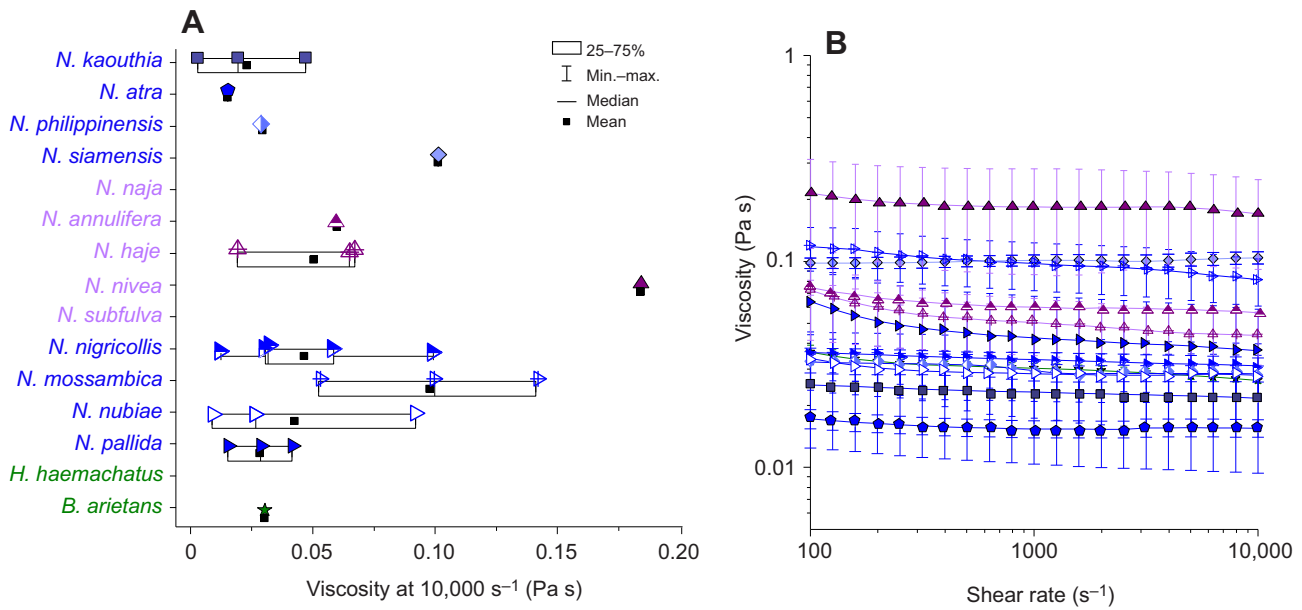 A
N. kaouthia
N. atra
N. philippinensis
N. siamensis
N. naja
N. annulifera
N. haje
N. nivea
N. subfulva
N. nigricollis
N. mossambica
N. nubiae
N. pallida
H. haemachatus
B. arietans
25–75%
Min.–max.
Median
Mean
0 0.05 0.10 0.15 0.20
Viscosity at 10,000 s⁻¹ (Pa s)
B
1
0.1
0.01
Viscosity (Pa s)
100 1000 10,000
Shear rate (s⁻¹)